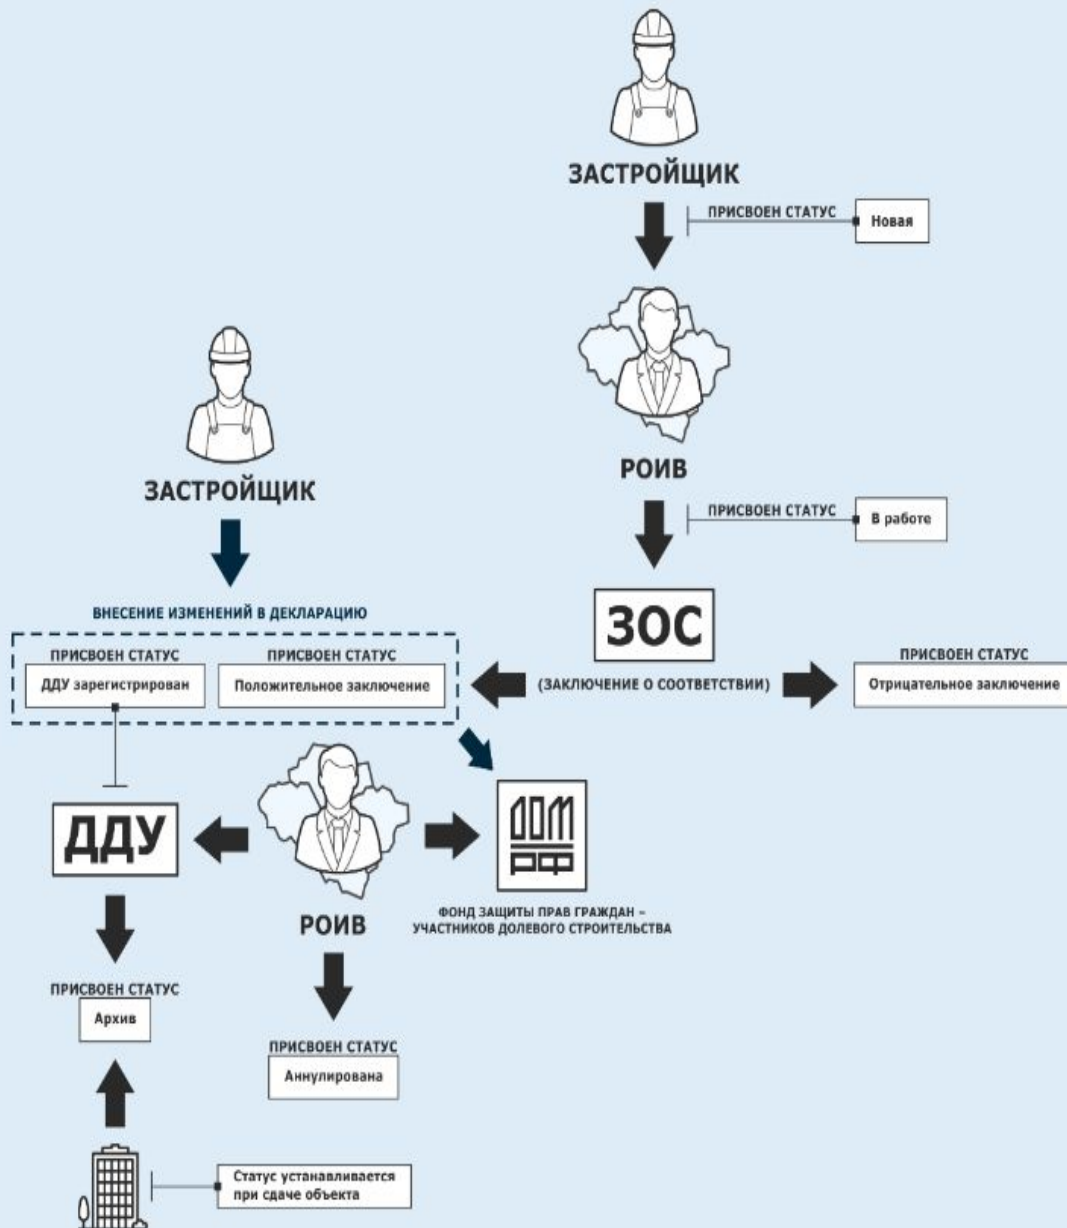 ЗАСТРОЙЩИК
ПРИСВОЕН СТАТУС
Новая
РОИВ
ПРИСВОЕН СТАТУС
В работе
ЗОС
(ЗАКЛЮЧЕНИЕ О СООТВЕТСТВИИ)
ПРИСВОЕН СТАТУС
Отрицательное заключение
ЗАСТРОЙЩИК
ВНЕСЕНИЕ ИЗМЕНЕНИЙ В ДЕКЛАРАЦИЮ
ПРИСВОЕН СТАТУС
ДДУ зарегистрирован
ПРИСВОЕН СТАТУС
Положительное заключение
ДДУ
РОИВ
ДОМ
РФ
ФОНД ЗАЩИТЫ ПРАВ ГРАЖДАН –
УЧАСТНИКОВ ДОЛЕВОГО СТРОИТЕЛЬСТВА
ПРИСВОЕН СТАТУС
Архив
ПРИСВОЕН СТАТУС
Аннулирована
Статус устанавливается
при сдаче объекта